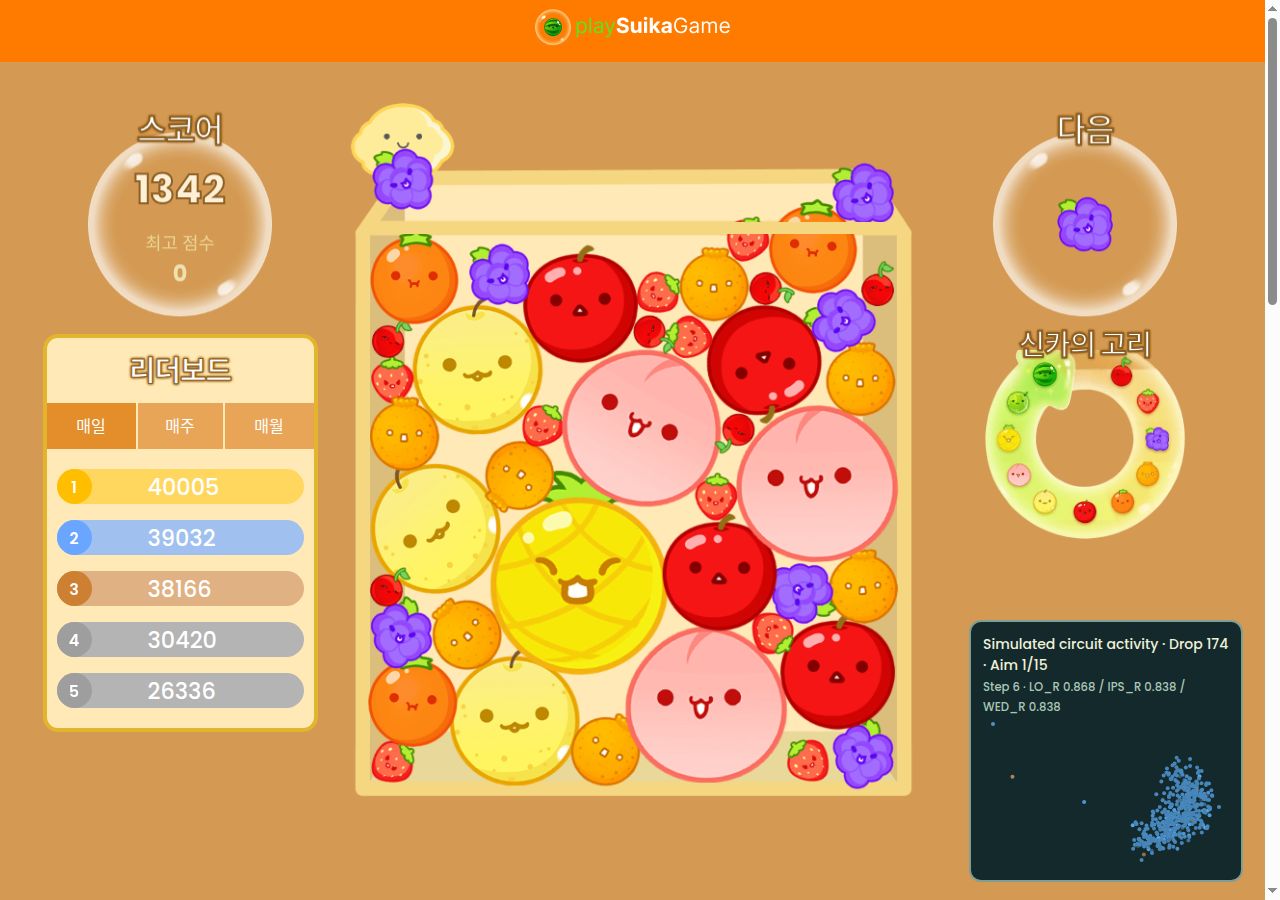 playSuikaGame
스코어
1342
최고 점수
0
다음
신카의 고리
리더보드
매일 매주 매월
1 40005
2 39032
3 38166
4 30420
5 26336
Simulated circuit activity · Drop 174
· Aim 1/15
Step 6 · LO_R 0.868 / IPS_R 0.838 /
WED_R 0.838